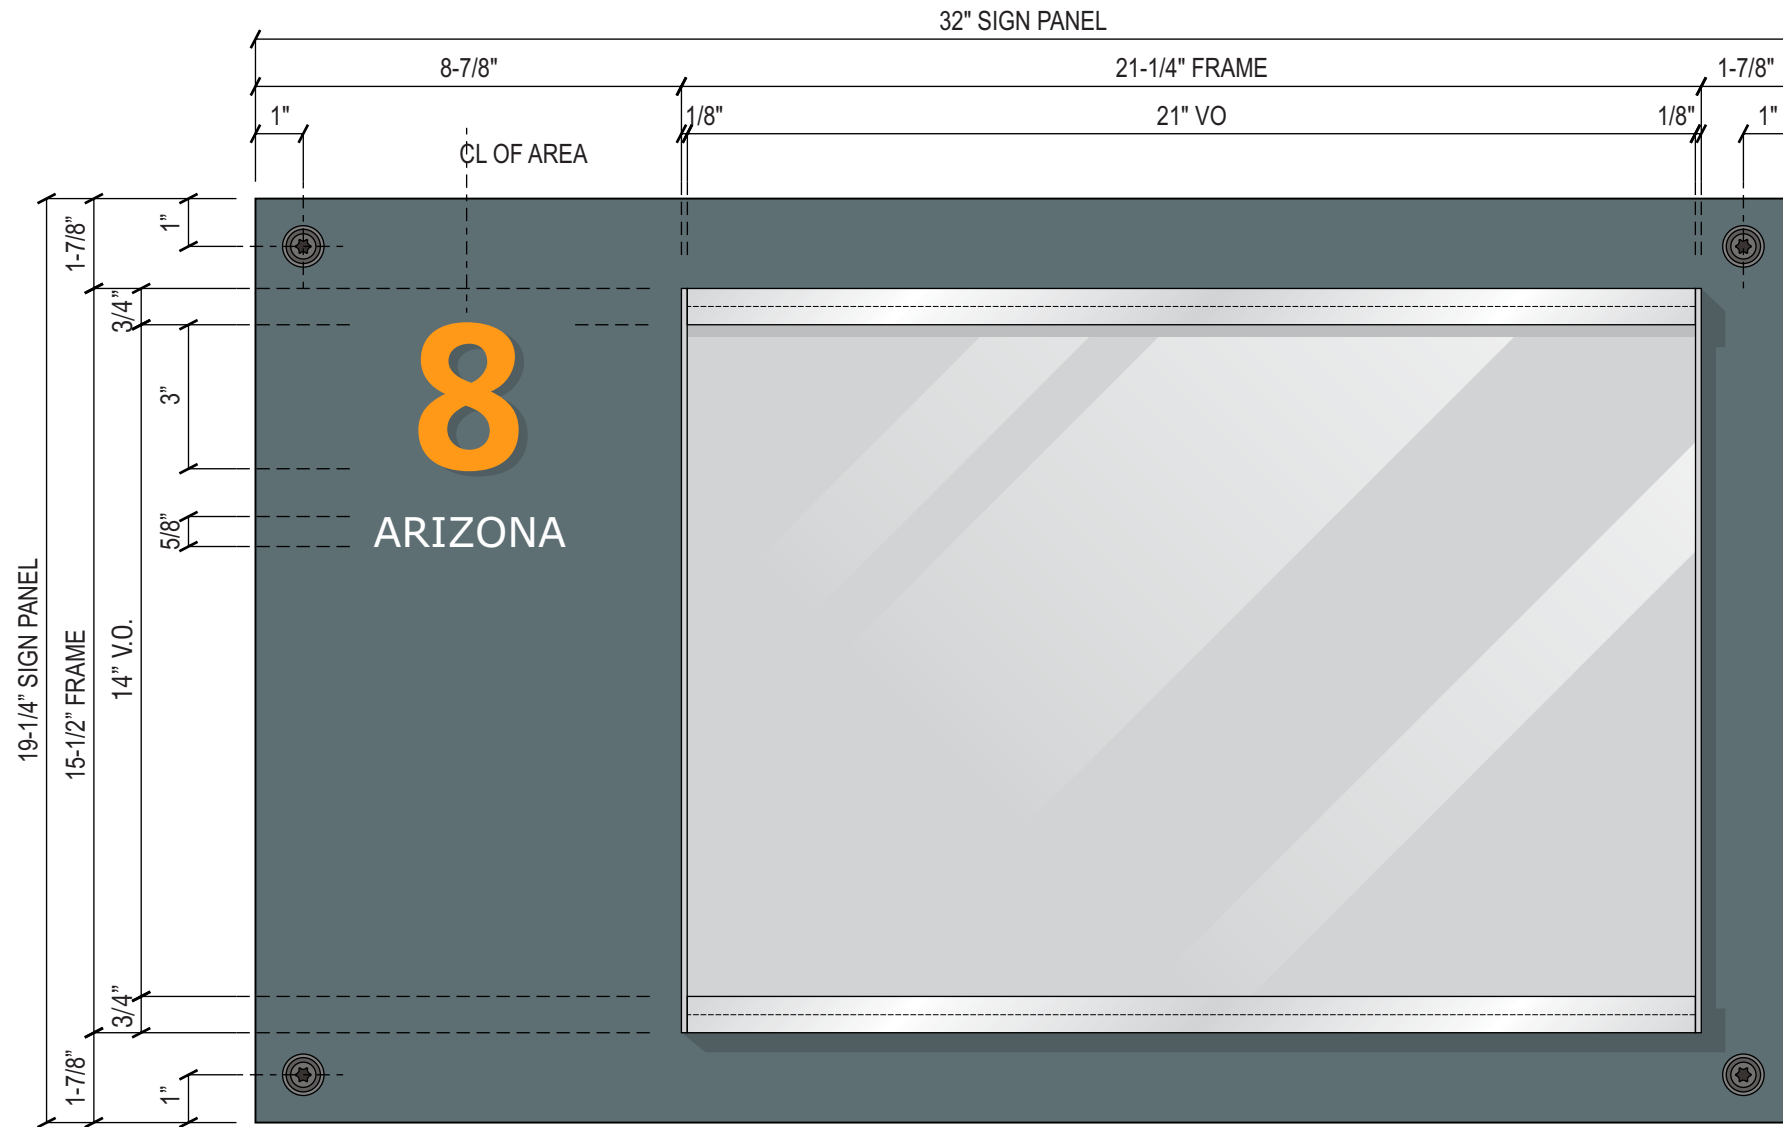 32" SIGN PANEL
8-7/8"
21-1/4" FRAME
1-7/8"
1"
1/8"
21" VO
1/8"
1"
CL OF AREA
19-1/4” SIGN PANEL
1-7/8”
15-1/2” FRAME
1-7/8”
3/4”
14” V.O.
3/4”
1”
3”
5/8”
1”
8
ARIZONA